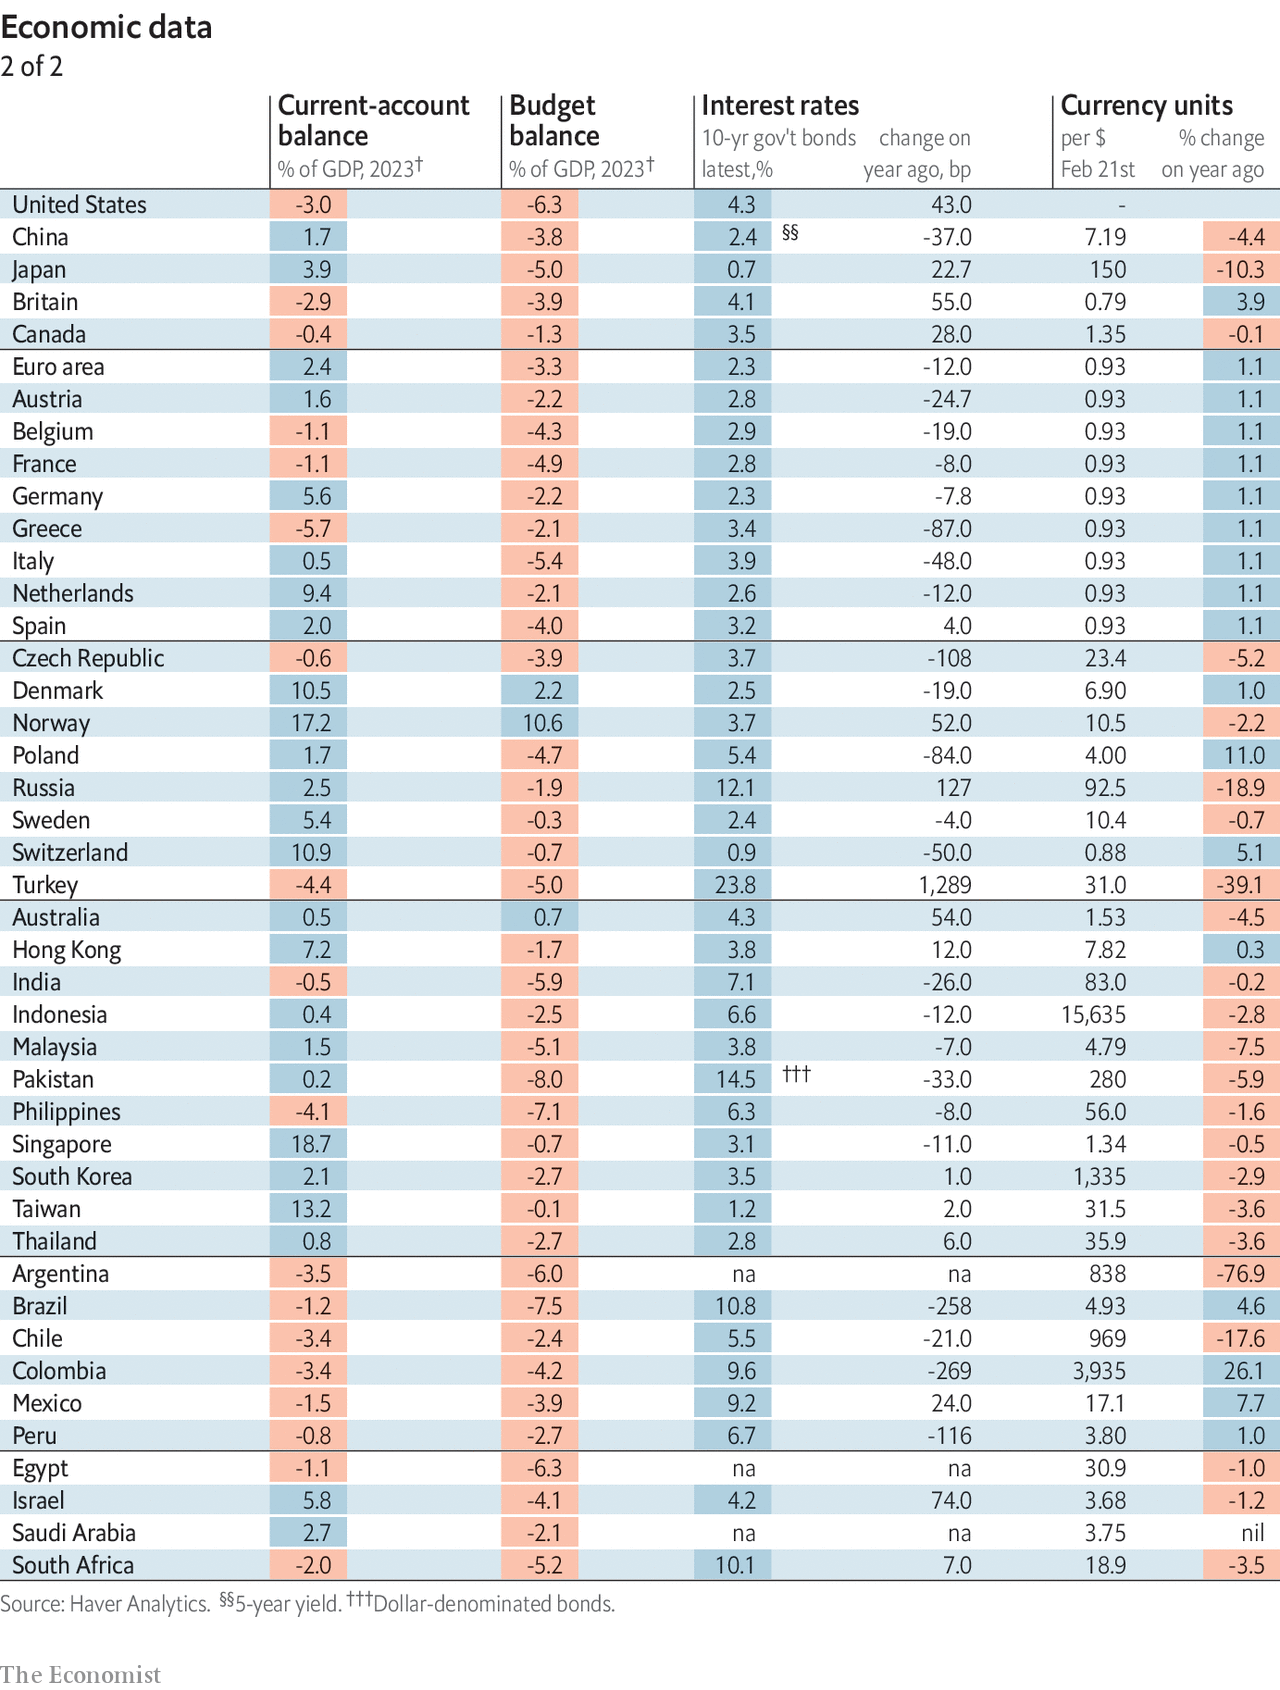 Economic data
2 of 2
Current-account balance % of GDP, 2023†
Budget balance % of GDP, 2023†
Interest rates 10-yr gov't bonds latest,% change on year ago, bp
Currency units per $ Feb 21st % change on year ago
United States -3.0 -6.3 4.3 43.0 -
China 1.7 -3.8 2.4 §§ -37.0 7.19 -4.4
Japan 3.9 -5.0 0.7 22.7 150 -10.3
Britain -2.9 -3.9 4.1 55.0 0.79 3.9
Canada -0.4 -1.3 3.5 28.0 1.35 -0.1
Euro area 2.4 -3.3 2.3 -12.0 0.93 1.1
Austria 1.6 -2.2 2.8 -24.7 0.93 1.1
Belgium -1.1 -4.3 2.9 -19.0 0.93 1.1
France -1.1 -4.9 2.8 -8.0 0.93 1.1
Germany 5.6 -2.2 2.3 -7.8 0.93 1.1
Greece -5.7 -2.1 3.4 -87.0 0.93 1.1
Italy 0.5 -5.4 3.9 -48.0 0.93 1.1
Netherlands 9.4 -2.1 2.6 -12.0 0.93 1.1
Spain 2.0 -4.0 3.2 4.0 0.93 1.1
Czech Republic -0.6 -3.9 3.7 -108 23.4 -5.2
Denmark 10.5 2.2 2.5 -19.0 6.90 1.0
Norway 17.2 10.6 3.7 52.0 10.5 -2.2
Poland 1.7 -4.7 5.4 -84.0 4.00 11.0
Russia 2.5 -1.9 12.1 127 92.5 -18.9
Sweden 5.4 -0.3 2.4 -4.0 10.4 -0.7
Switzerland 10.9 -0.7 0.9 -50.0 0.88 5.1
Turkey -4.4 -5.0 23.8 1,289 31.0 -39.1
Australia 0.5 0.7 4.3 54.0 1.53 -4.5
Hong Kong 7.2 -1.7 3.8 12.0 7.82 0.3
India -0.5 -5.9 7.1 -26.0 83.0 -0.2
Indonesia 0.4 -2.5 6.6 -12.0 15,635 -2.8
Malaysia 1.5 -5.1 3.8 -7.0 4.79 -7.5
Pakistan 0.2 -8.0 14.5 ††† -33.0 280 -5.9
Philippines -4.1 -7.1 6.3 -8.0 56.0 -1.6
Singapore 18.7 -0.7 3.1 -11.0 1.34 -0.5
South Korea 2.1 -2.7 3.5 1.0 1,335 -2.9
Taiwan 13.2 -0.1 1.2 2.0 31.5 -3.6
Thailand 0.8 -2.7 2.8 6.0 35.9 -3.6
Argentina -3.5 -6.0 na na 838 -76.9
Brazil -1.2 -7.5 10.8 -258 4.93 4.6
Chile -3.4 -2.4 5.5 -21.0 969 -17.6
Colombia -3.4 -4.2 9.6 -269 3,935 26.1
Mexico -1.5 -3.9 9.2 24.0 17.1 7.7
Peru -0.8 -2.7 6.7 -116 3.80 1.0
Egypt -1.1 -6.3 na na 30.9 -1.0
Israel 5.8 -4.1 4.2 74.0 3.68 -1.2
Saudi Arabia 2.7 -2.1 na na 3.75 nil
South Africa -2.0 -5.2 10.1 7.0 18.9 -3.5
Source: Haver Analytics. §§5-year yield. †††Dollar-denominated bonds.
The Economist